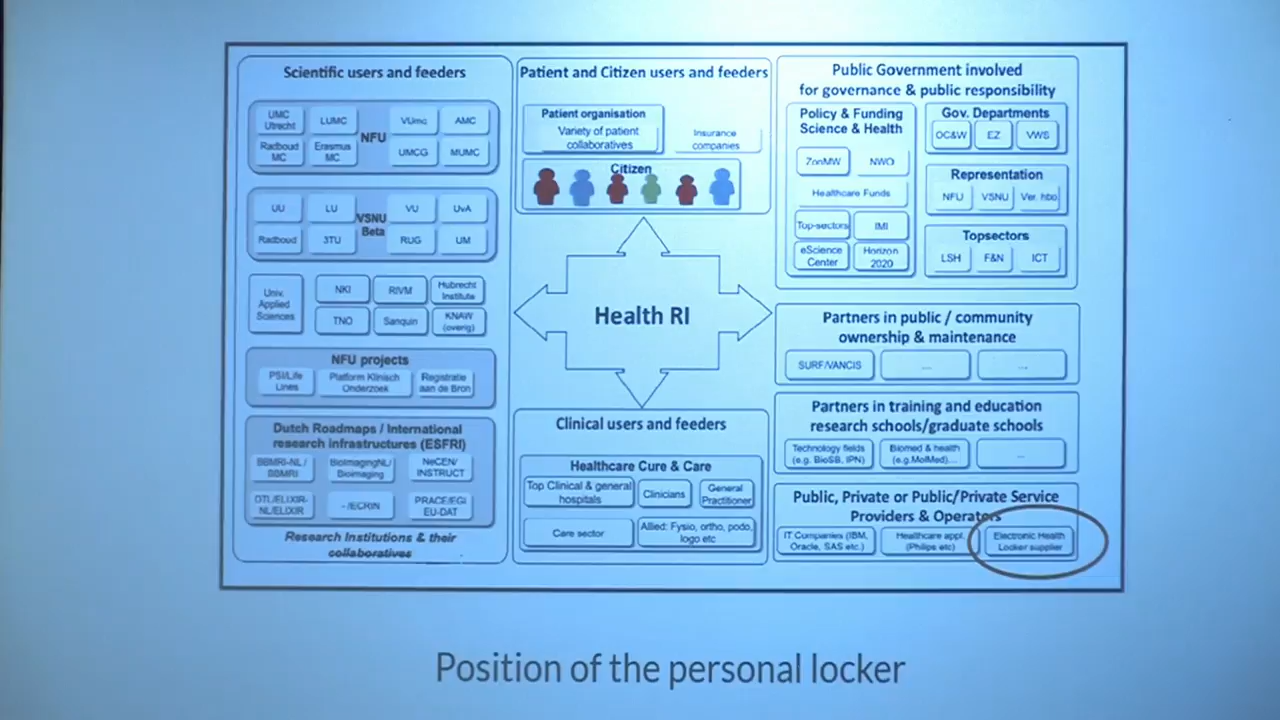 Scientific users and feeders
UMC
Utrecht
LUMC
Radboud
MC
Erasmus
MC
NFU
VUmc
AMC
UMCG
MUMC
UU
LU
Radboud
3TU
VSNU
Beta
VU
UvA
RUG
UM
Univ.
Applied
Sciences
NKI
RIVM
Hubrecht
Institute
TNO
Sanquin
KNAW
(overig)
NFU projects
PSI/Life
Lines
Platform Klinisch
Onderzoek
Registratie
aan de Bron
Dutch Roadmaps / International
research infrastructures (ESFRI)
BBMRI-NL /
BBMRI
BioImagingNL/
Bioimaging
NeCEN/
INSTRUCT
DTL/ELIXIR-
NL/ELIXIR
-/ECRIN
PRACE/EGI
EU-DAT
Research Institutions & their
collaboratives
Patient and Citizen users and feeders
Patient organisation
Variety of patient
collaboratives
Insurance
companies
Citizen
Health RI
Clinical users and feeders
Healthcare Cure & Care
Top Clinical & general
hospitals
Clinicians
General
Practitioner
Care sector
Allied: Fysio, ortho, podo,
logo etc
Public Government involved
for governance & public responsibility
Policy & Funding
Science & Health
ZonMW
NWO
Healthcare Funds
Top-sectors
IMI
eScience
Center
Horizon
2020
Gov. Departments
OC&W
EZ
VWS
Representation
NFU
VSNU
Ver. hbo
Topsectors
LSH
F&N
ICT
Partners in public / community
ownership & maintenance
SURF/VANCIS
...
...
Partners in training and education
research schools/graduate schools
Technology fields
(e.g. BioSB, IPN)
Biomed & health
(e.g.MolMed)...
...
Public, Private or Public/Private Service
Providers & Operators
IT Companies (IBM,
Oracle, SAS etc.)
Healthcare appl.
(Philips etc)
Electronic Health
Locker supplier
Position of the personal locker